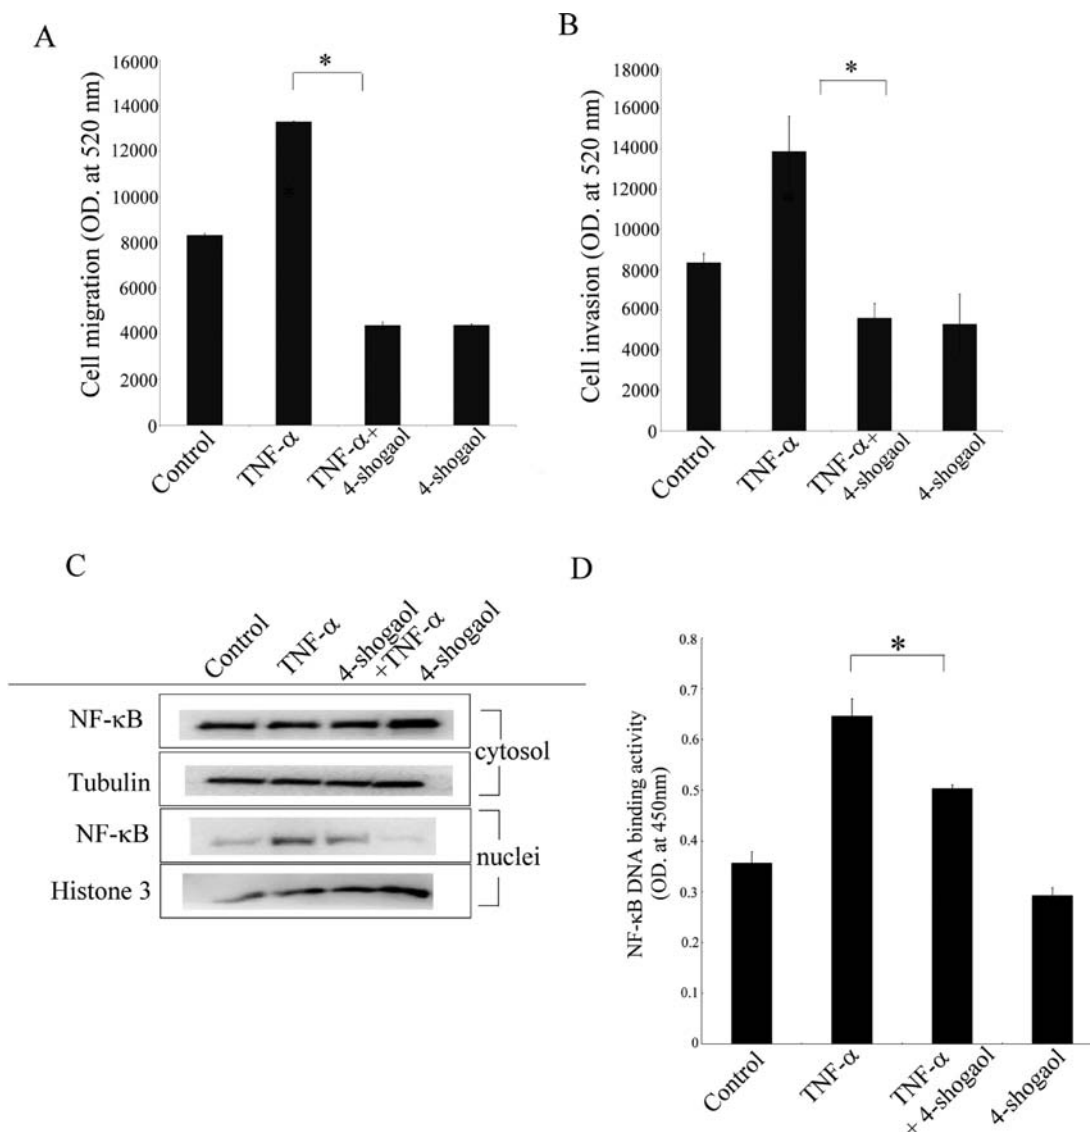 A
Cell migration (OD. at 520 nm)
16000
14000
12000
10000
8000
6000
4000
2000
0
*
Control
TNF-α
TNF-α+
4-shogaol
4-shogaol
B
Cell invasion (OD. at 520 nm)
18000
16000
14000
12000
10000
8000
6000
4000
2000
0
*
Control
TNF-α
TNF-α+
4-shogaol
4-shogaol
C
Control
TNF-α
4-shogaol
+TNF-α
4-shogaol
NF-κB
Tubulin
cytosol
NF-κB
Histone 3
nuclei
D
NF-κB DNA binding activity
(OD. at 450nm)
0.8
0.7
0.6
0.5
0.4
0.3
0.2
0.1
0
*
Control
TNF-α
TNF-α
+ 4-shogaol
4-shogaol